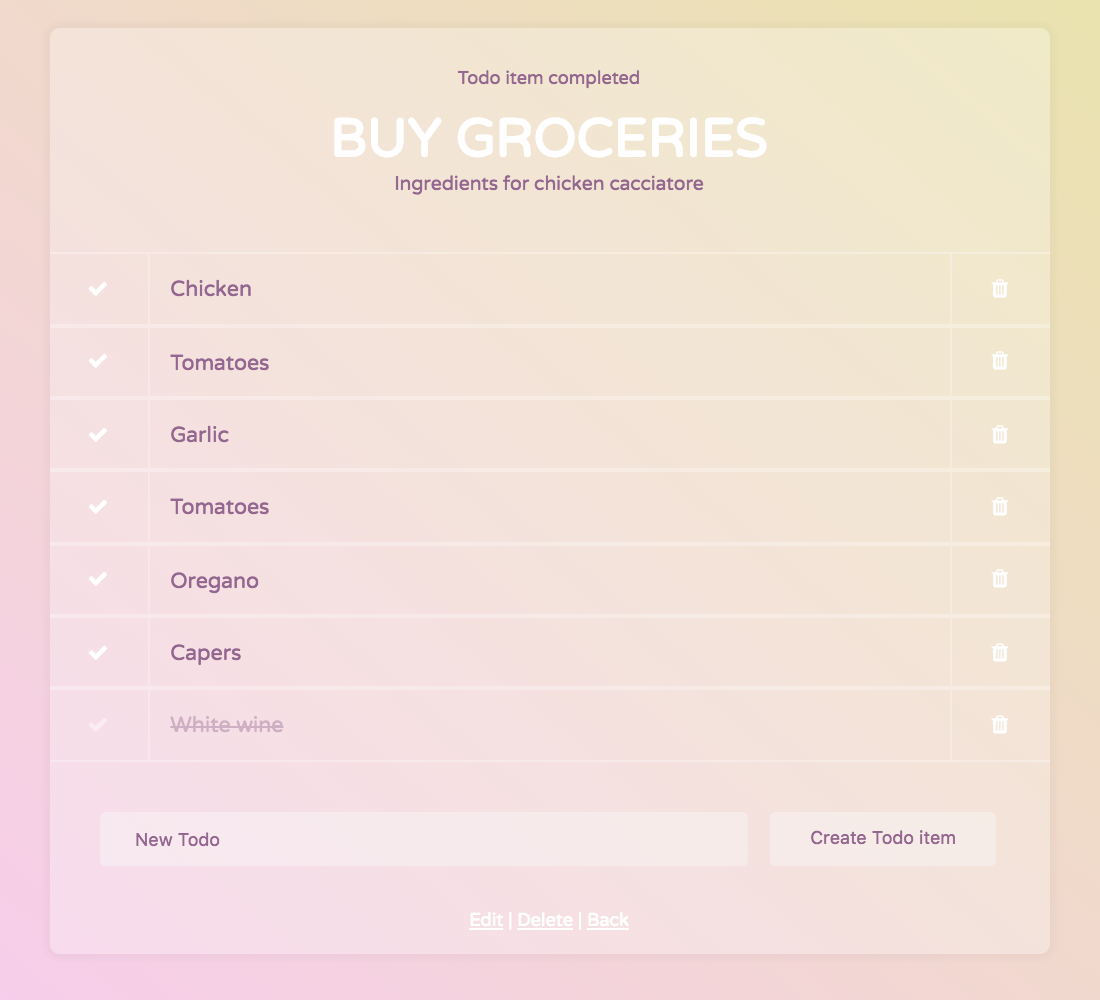 Todo item completed
BUY GROCERIES
Ingredients for chicken cacciatore
Chicken
Tomatoes
Garlic
Tomatoes
Oregano
Capers
White wine
New Todo
Create Todo item
Edit | Delete | Back